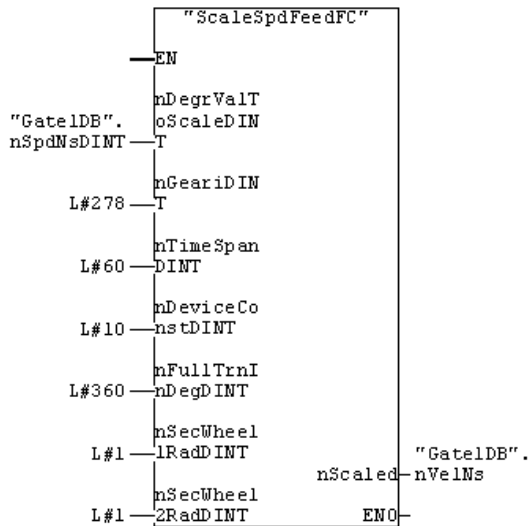 "ScaleSpdFeedFC"
EN
nDegrValT
"Gate1DB". oScaleDIN
nSpdNsDINT T
nGeariDIN
L#278 T
nTimeSpan
L#60 DINT
nDeviceCo
L#10 nstDINT
nFullTrnI
L#360 nDegDINT
nSecWheel
L#1 1RadDINT "Gate1DB".
nScaled nVelNs
nSecWheel
L#1 2RadDINT ENO